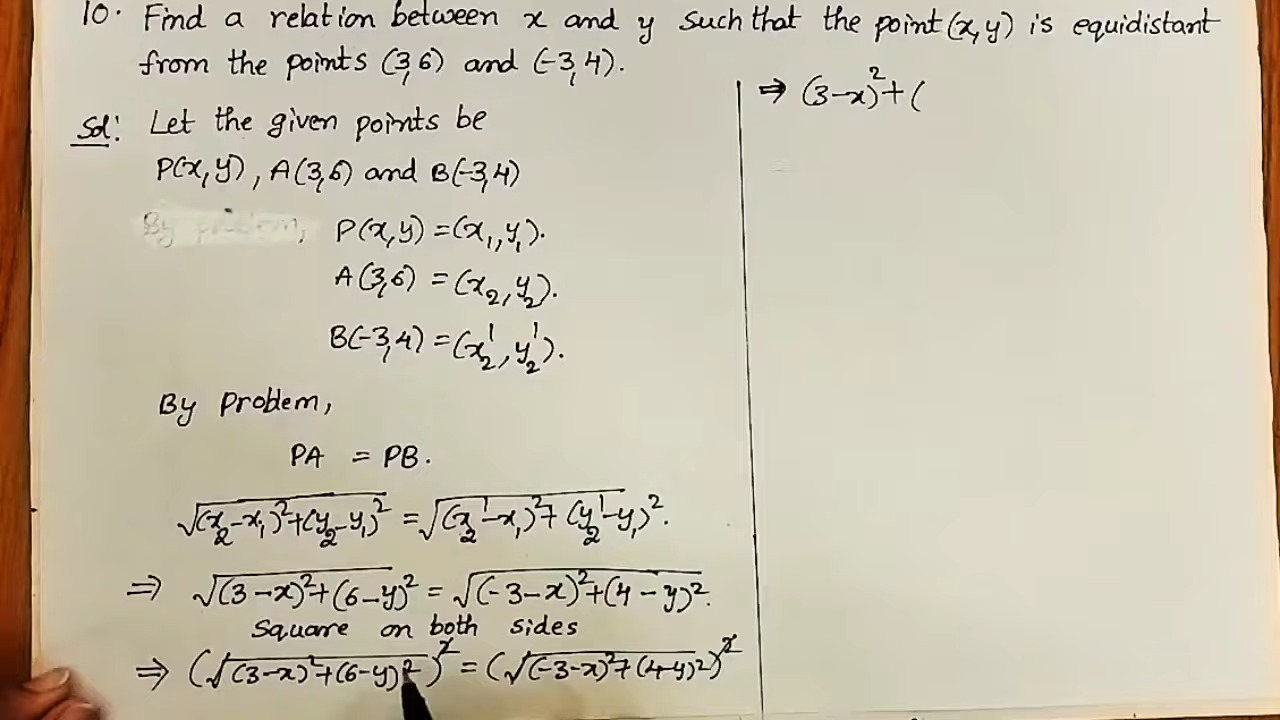 10. Find a relation between x and y such that the point (x, y) is equidistant
from the points (3,6) and (-3,4).
Sol: Let the given points be
P(x, y), A(3,6) and B(-3,4)
By problem, P(x, y) = (x₁, y₁).
A(3,6) = (x₂, y₂).
B(-3,4) = (x₂', y₂').
By Problem,
PA = PB.
√(x₂-x₁)²+(y₂-y₁)² = √(x₂'-x₁)²+(y₂'-y₁)².
⇒ √(3-x)²+(6-y)² = √(-3-x)²+(4-y)².
Square on both sides
⇒ (√(3-x)²+(6-y)²)² = (√(-3-x)²+(4-y)²)²
⇒ (3-x)²+(